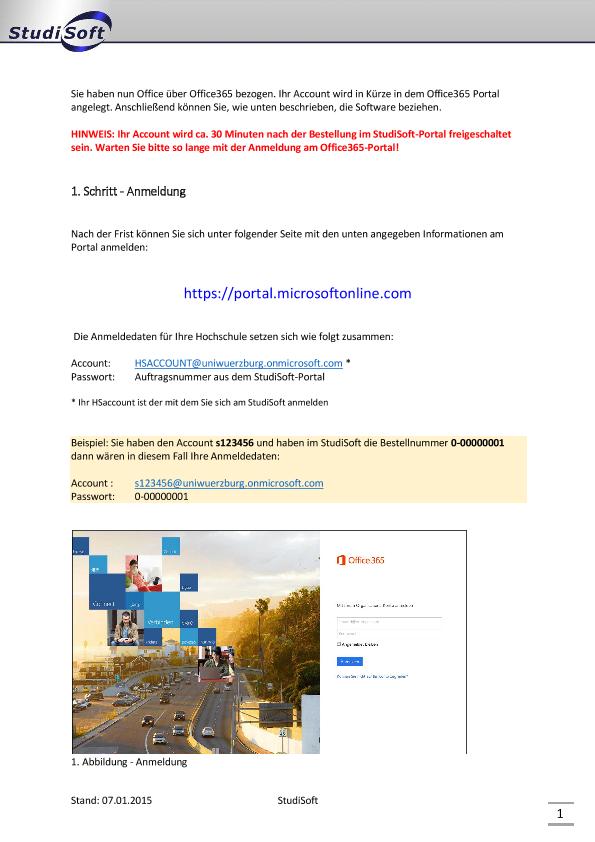 StudiSoft
Sie haben nun Office über Office365 bezogen. Ihr Account wird in Kürze in dem Office365 Portal
angelegt. Anschließend können Sie, wie unten beschrieben, die Software beziehen.
HINWEIS: Ihr Account wird ca. 30 Minuten nach der Bestellung im StudiSoft-Portal freigeschaltet
sein. Warten Sie bitte so lange mit der Anmeldung am Office365-Portal!
1. Schritt - Anmeldung
Nach der Frist können Sie sich unter folgender Seite mit den unten angegeben Informationen am
Portal anmelden:
https://portal.microsoftonline.com
Die Anmeldedaten für Ihre Hochschule setzen sich wie folgt zusammen:
Account: HSACCOUNT@uniwuerzburg.onmicrosoft.com *
Passwort: Auftragsnummer aus dem StudiSoft-Portal
* Ihr HSaccount ist der mit dem Sie sich am StudiSoft anmelden
Beispiel: Sie haben den Account s123456 und haben im StudiSoft die Bestellnummer 0-00000001
dann wären in diesem Fall Ihre Anmeldedaten:
Account : s123456@uniwuerzburg.onmicrosoft.com
Passwort: 0-00000001
Office 365
Angemeldet bleiben
1. Abbildung - Anmeldung
Stand: 07.01.2015 StudiSoft
1